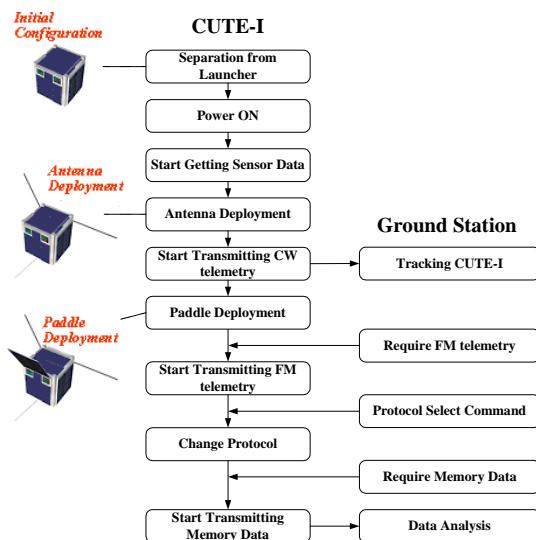 Initial
Configuration
CUTE-I
Separation from
Launcher
Power ON
Start Getting Sensor Data
Antenna
Deployment
Antenna Deployment
Ground Station
Start Transmitting CW
telemetry
Tracking CUTE-I
Paddle
Deployment
Paddle Deployment
Require FM telemetry
Start Transmitting FM
telemetry
Protocol Select Command
Change Protocol
Require Memory Data
Start Transmitting
Memory Data
Data Analysis